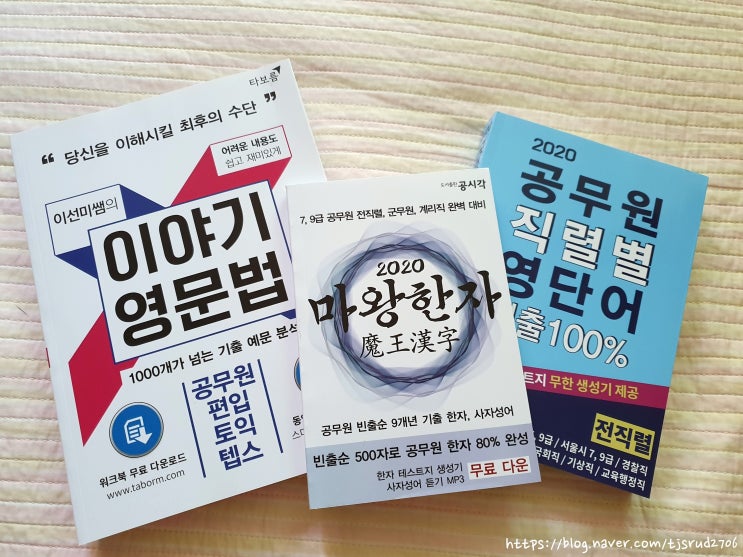 타보름
“ 당신을 이해시킬 최후의 수단 ”
어려운 내용도
쉽고 재미있게
이선미쌤의
이야기
영문법
1000개가 넘는 기출 예문 분석
공무원
편입
토익
텝스
워크북 무료 다운로드
www.taborm.com
도서출판 공시각
7, 9급 공무원 전직렬, 군무원, 계리직 완벽 대비
2020
마왕한자
魔王漢字
공무원 빈출순 9개년 기출 한자, 사자성어
빈출순 500자로 공무원 한자 80% 완성
한자 테스트지 생성기
사자성어 듣기 MP3
무료 다운
2020
공무원
직렬별
영단어
출100%
트지 무한 생성기 제공
전직렬
9급 / 서울시 7, 9급 / 경찰직
국회직 / 기상직 / 교육행정직
https://blog.naver.com/tjsrud2706